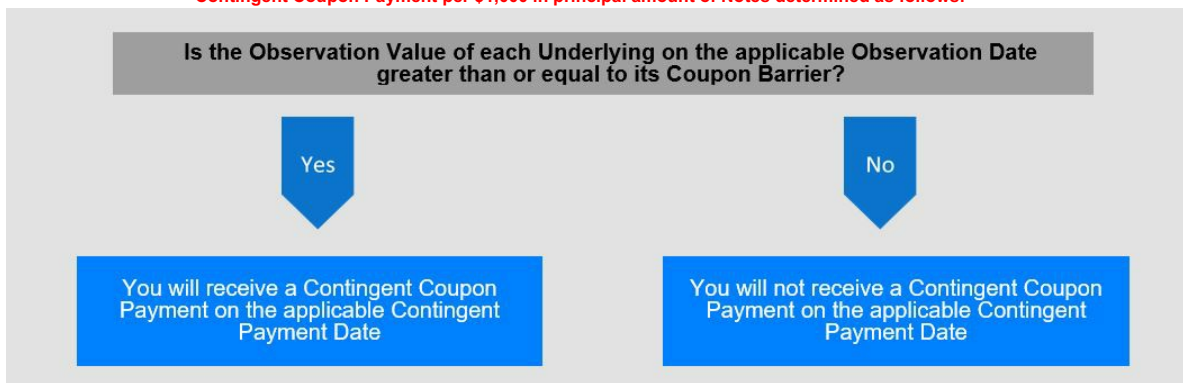 Contingent Coupon Payment per $1,000 in principal amount of Notes determined as follows:
Is the Observation Value of each Underlying on the applicable Observation Date
greater than or equal to its Coupon Barrier?
Yes
No
You will receive a Contingent Coupon
Payment on the applicable Contingent
Payment Date
You will not receive a Contingent Coupon
Payment on the applicable Contingent
Payment Date